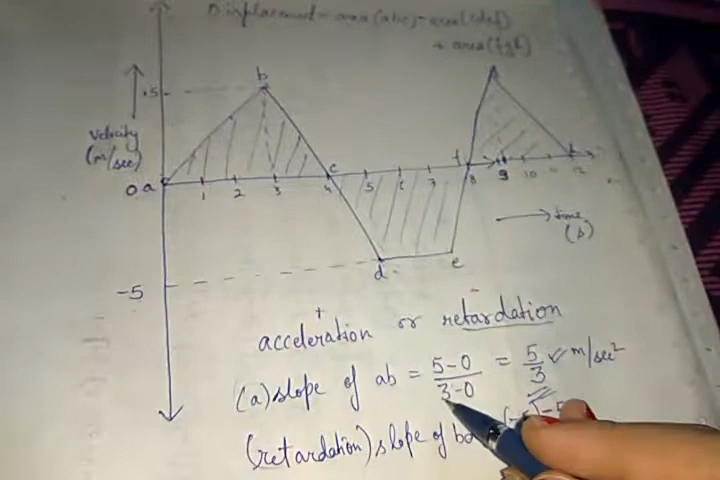 Displacement = area(abc) - area(cdef)
+ area(fgh)
b
+5
velocity
(m/sec)
0 a c f
1 2 3 4 5 6 7 8 9 10 11 12
time
(s)
d e
-5
+ -
acceleration or retardation
(a) slope of ab = 5-0 / 3-0 = 5/3 m/sec²
(retardation) slope of